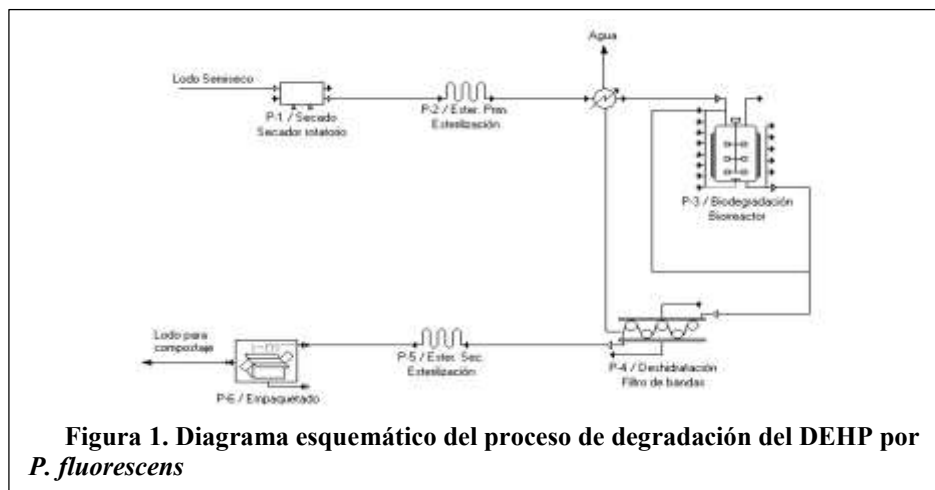 Agua
Lodo Semiseco
P-1 / Secado
Secador rotatorio
P-2 / Ester. Prim.
Esterilización
P-3 / Biodegradación
Biorreactor
Lodo para
compostaje
P-5 / Ester. Sec.
Esterilización
P-4 / Deshidratación
Filtro de bandas
P-6 / Empaquetado
Figura 1. Diagrama esquemático del proceso de degradación del DEHP por
P. fluorescens